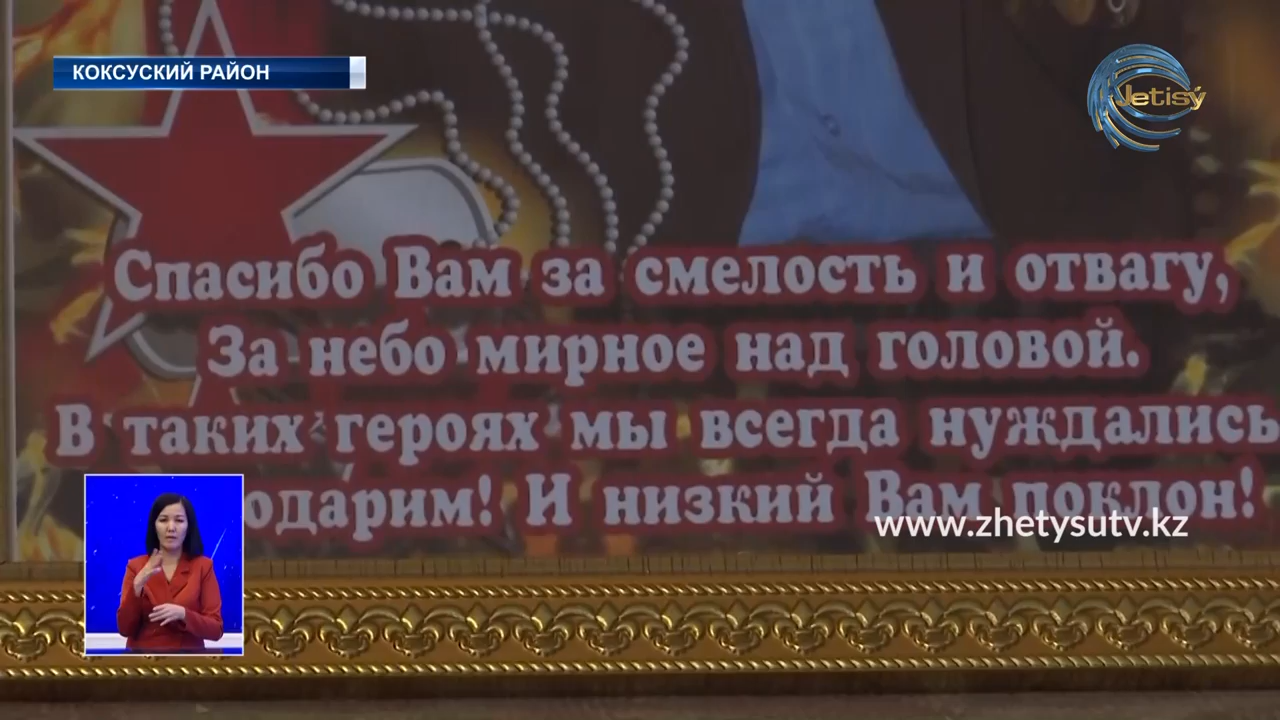 КОКСУСКИЙ РАЙОН
Jetisý
Спасибо Вам за смелость и отвагу,
За небо мирное над головой.
В таких героях мы всегда нуждались
одарим! И низкий Вам поклон!
www.zhetysutv.kz